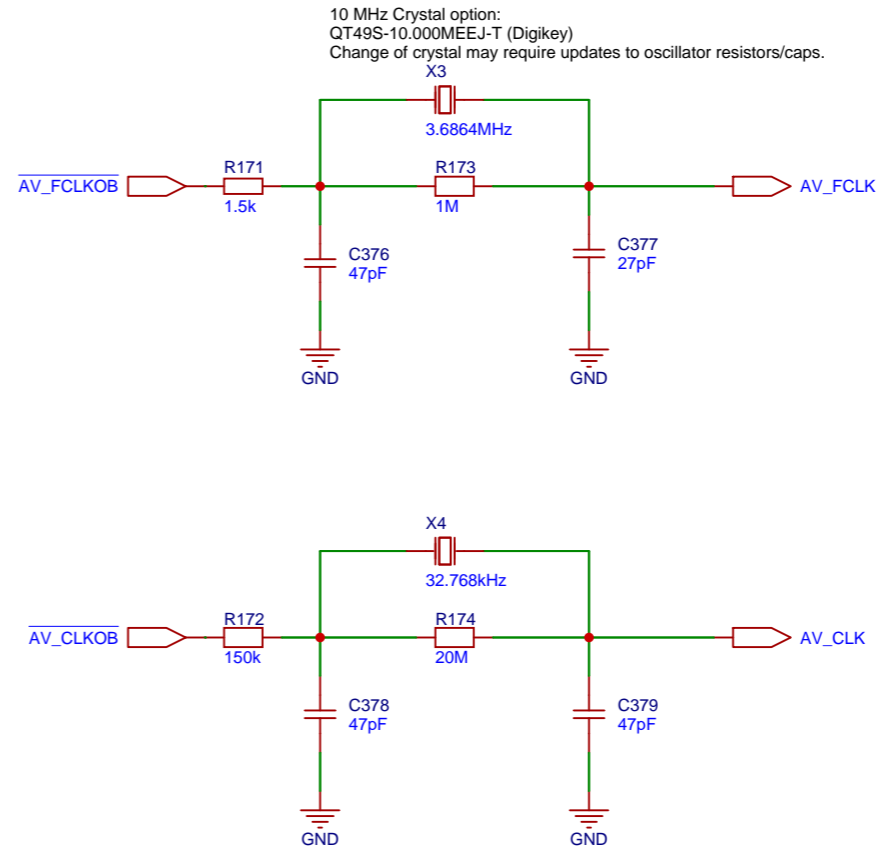 10 MHz Crystal option:
QT49S-10.000MEEJ-T (Digikey)
Change of crystal may require updates to oscillator resistors/caps.
X3
3.6864MHz
AV_FCLKOB
R171
1.5k
R173
1M
AV_FCLK
C376
47pF
C377
27pF
GND
GND
X4
32.768kHz
AV_CLKOB
R172
150k
R174
20M
AV_CLK
C378
47pF
C379
47pF
GND
GND